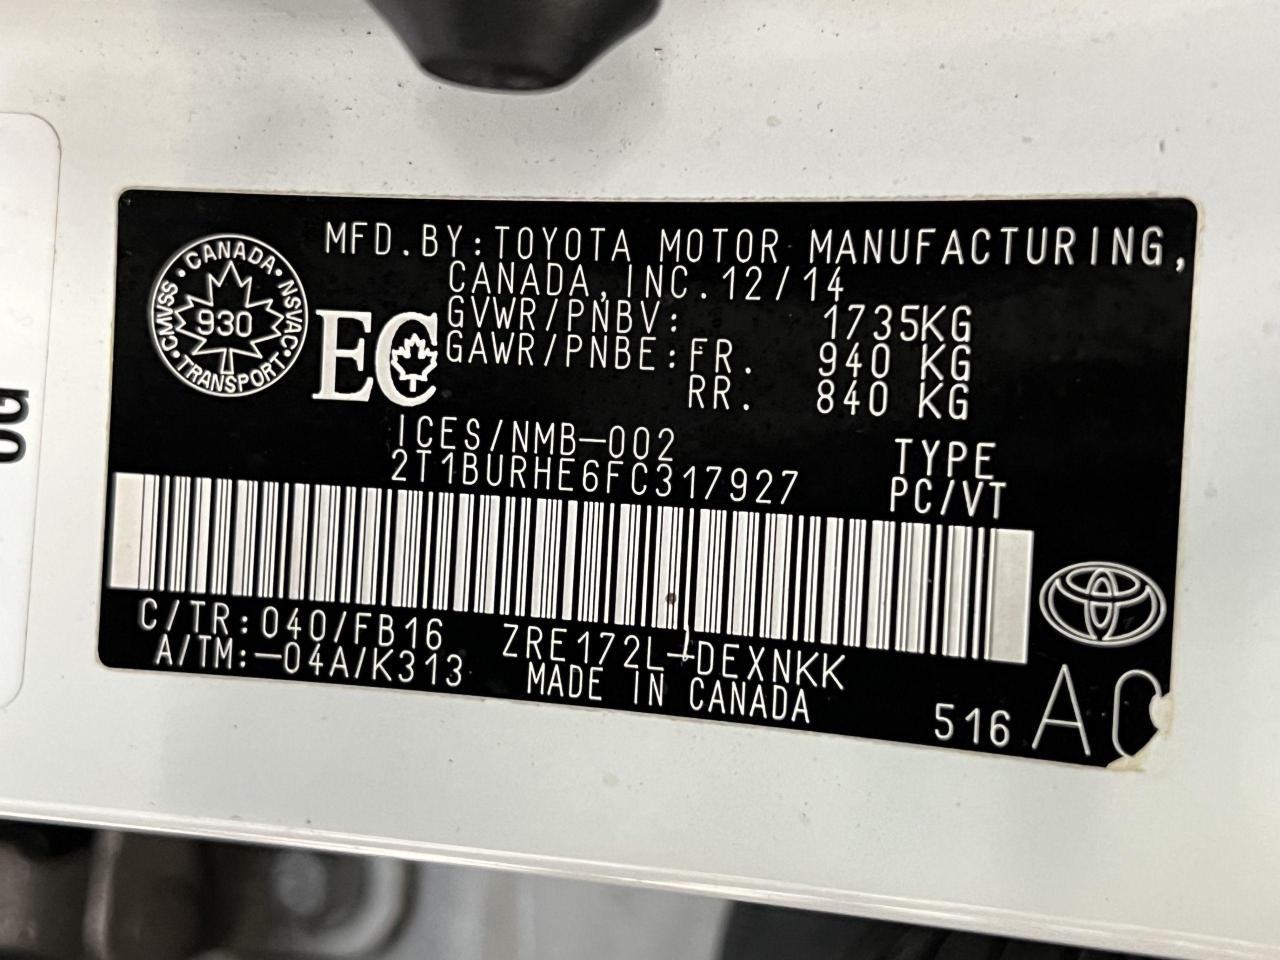 MFD.BY:TOYOTA MOTOR MANUFACTURING,
CANADA, INC. 12/14
GVWR/PNBV: 1735KG
GAWR/PNBE:FR. 940 KG
RR. 840 KG
CANADA
CMVSS
NSVAC
930
TRANSPORT
EC
ICES/NMB-002
2T1BURHE6FC317927
TYPE
PC/VT
C/TR:040/FB16
A/TM:-04A/K313
ZRE172L-DEXNKK
MADE IN CANADA
516
OG